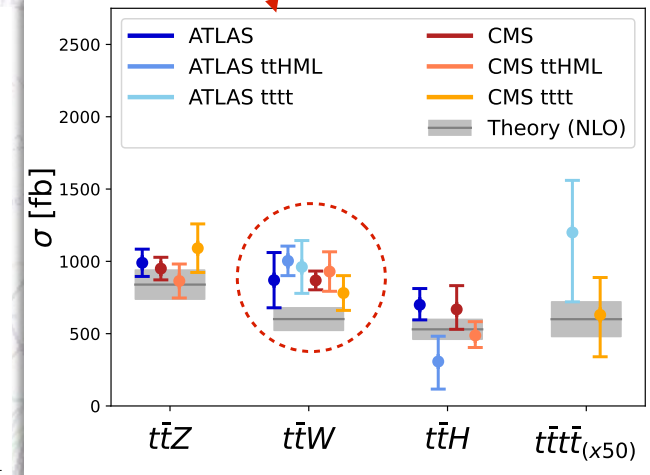 2500
2000
1500
1000
500
0
σ [fb]
ATLAS
ATLAS ttHML
ATLAS tttt
CMS
CMS ttHML
CMS tttt
Theory (NLO)
tt̄Z
tt̄W
tt̄H
tt̄tt̄(x50)